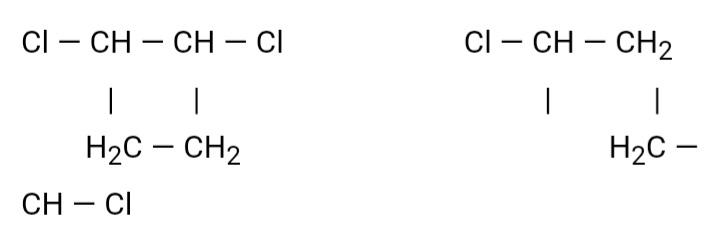 Cl – CH – CH – Cl Cl – CH – CH₂
| | | |
H₂C – CH₂ H₂C –
CH – Cl